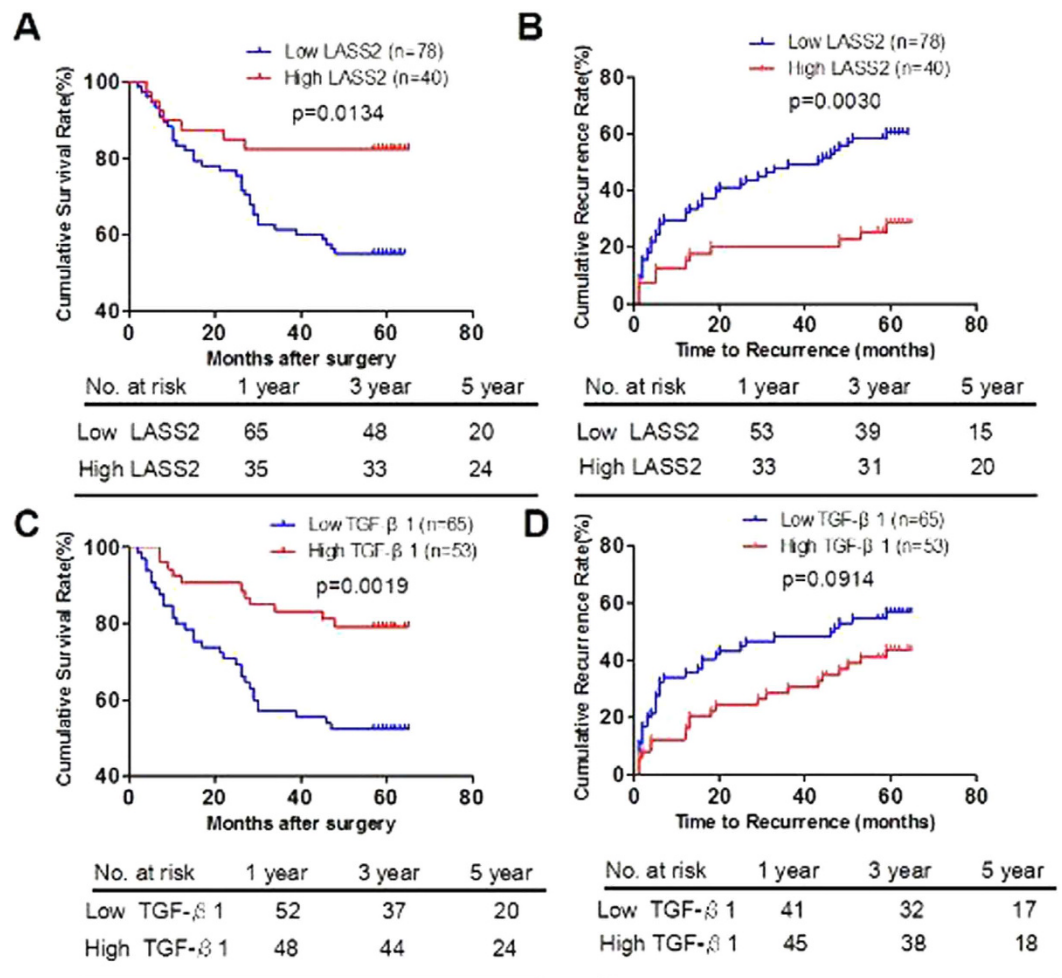 A
Low LASS2 (n=78)
High LASS2 (n=40)
p=0.0134
Cumulative Survival Rate(%)
100
80
60
40
0 20 40 60 80
Months after surgery
No. at risk 1 year 3 year 5 year
Low LASS2 65 48 20
High LASS2 35 33 24
B
Low LASS2 (n=78)
High LASS2 (n=40)
p=0.0030
Cumulative Recurrence Rate(%)
80
60
40
20
0
0 20 40 60 80
Time to Recurrence (months)
No. at risk 1 year 3 year 5 year
Low LASS2 53 39 15
High LASS2 33 31 20
C
Low TGF-β 1 (n=65)
High TGF-β 1 (n=53)
p=0.0019
Cumulative Survival Rate(%)
100
80
60
40
0 20 40 60 80
Months after surgery
No. at risk 1 year 3 year 5 year
Low TGF-β 1 52 37 20
High TGF-β 1 48 44 24
D
Low TGF-β 1 (n=65)
High TGF-β 1 (n=53)
p=0.0914
Cumulative Recurrence Rate(%)
80
60
40
20
0
0 20 40 60 80
Time to Recurrence (months)
No. at risk 1 year 3 year 5 year
Low TGF-β 1 41 32 17
High TGF-β 1 45 38 18